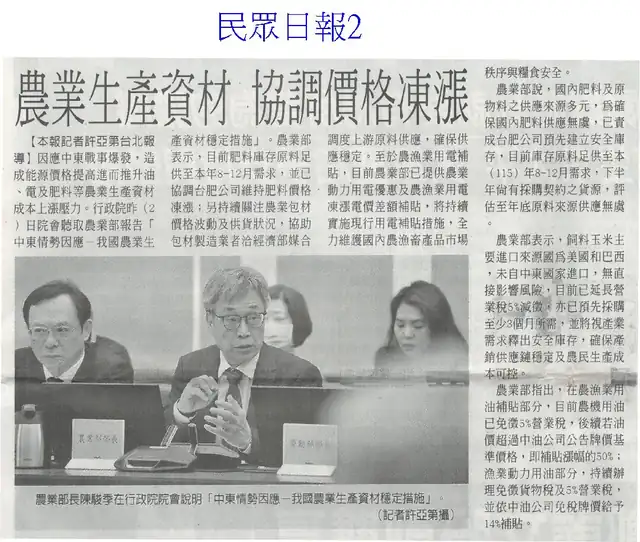 民眾日報2
農業生產資材 協調價格凍漲
【本報記者許亞第台北報
導】因應中東戰事爆發，造
成能源價格提高進而推升油
、電及肥料等農業生產資材
成本上漲壓力。行政院昨（2
）日院會聽取農業部報告「
中東情勢因應－我國農業生
產資材穩定措施」。農業部
表示，目前肥料庫存原料足
供至本年8-12月需求，並已
協調台肥公司維持肥料價格
凍漲；另持續關注農業包材
價格波動及供貨狀況，協助
包材製造業者洽經濟部媒合
調度上游原料供應，確保供
應穩定。至於農漁業用電補
貼，目前農業部已提供農業
動力用電優惠及農漁業用電
凍漲電價差額補貼，將持續
實施現行用電補貼措施，全
力維護國內農漁畜產品市場
秩序與糧食安全。
農業部說，國內肥料及原
物料之供應來源多元，為確
保國內肥料供應無虞，已責
成台肥公司預先建立安全庫
存，目前庫存原料足供至本
（115）年8-12月需求，下半
年尚有採購契約之貨源，評
估至年底原料來源供應無虞
。
農業部表示，飼料玉米主
要進口來源國為美國和巴西
，未自中東國家進口，無直
接影響風險，目前已延長營
業稅5%減徵，亦已預先採購
至少3個月所需，並將視產業
需求釋出安全庫存，確保產
銷供應鏈穩定及農民生產成
本可控。
農業部指出，在農漁業用
油補貼部分，目前農機用油
已免徵5%營業稅，後續若油
價超過中油公司公告牌價基
準價格，即補貼漲幅的50%；
漁業動力用油部分，持續辦
理免徵貨物稅及5%營業稅，
並依中油公司免稅牌價給予
14%補貼。
農業部部長
勞動部部長
農業部長陳駿季在行政院院會說明「中東情勢因應－我國農業生產資材穩定措施」。
（記者許亞第攝）